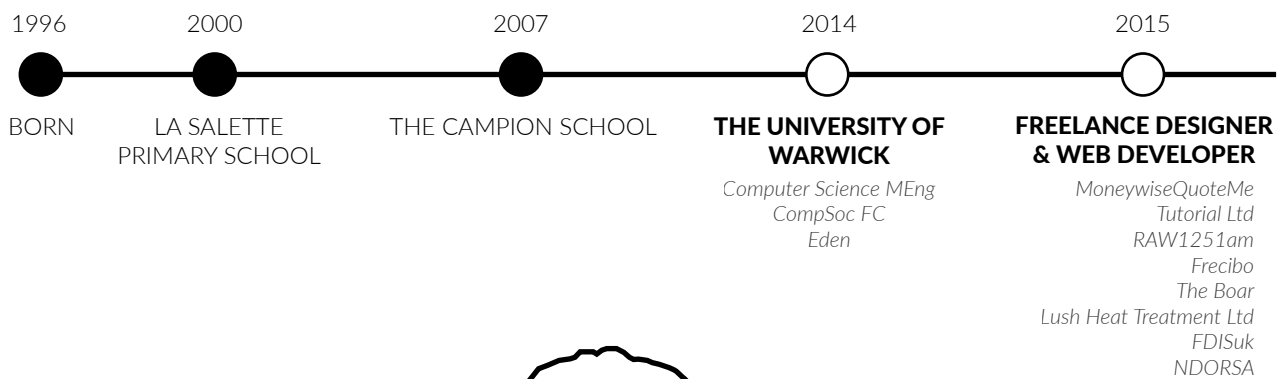 1996
BORN
2000
LA SALETTE
PRIMARY SCHOOL
2007
THE CAMPION SCHOOL
2014
THE UNIVERSITY OF
WARWICK
Computer Science MEng
CompSoc FC
Eden
2015
FREELANCE DESIGNER
& WEB DEVELOPER
MoneywiseQuoteMe
Tutorial Ltd
RAW1251am
Frecibo
The Boar
Lush Heat Treatment Ltd
FDISuk
NDORSA